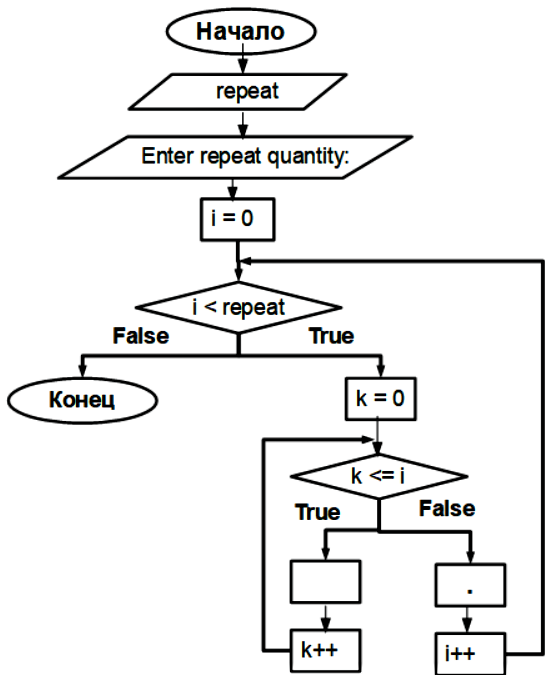 Начало
repeat
Enter repeat quantity:
i = 0
i < repeat
False
True
Конец
k = 0
k <= i
True
False
.
k++
i++